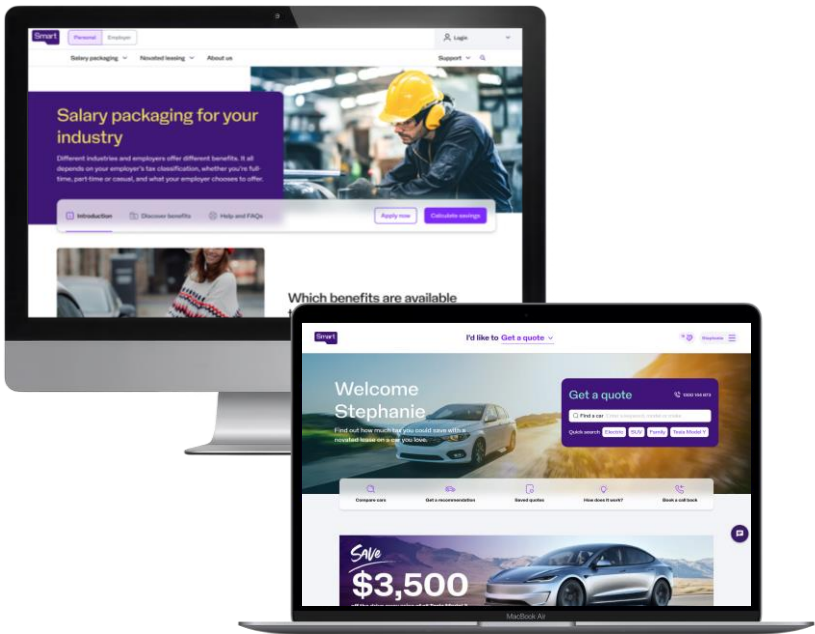 Smart
Personal Employer
Login
Salary packaging Novated leasing About us
Support
Salary packaging for your
industry
Different industries and employers offer different benefits. It all
depends on your employer's tax classification, whether you're full-
time, part-time or casual, and what your employer chooses to offer.
Introduction Discover benefits Help and FAQs
Apply now Calculate savings
Which benefits are available
Smart
I'd like to Get a quote
Stephanie
Welcome
Stephanie
Find out how much tax you could save with a
novated lease on a car you love.
Get a quote
Find a car
Quick search Electric SUV Family Tesla Model Y
Compare cars Get a recommendation Saved quotes How does it work? Book a call back
Save
$3,500
MacBook Air